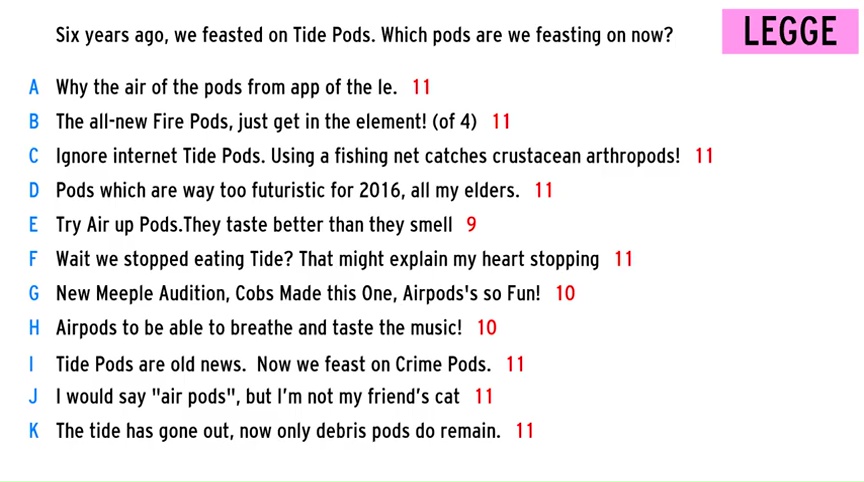 Six years ago, we feasted on Tide Pods. Which pods are we feasting on now?
LEGGE
A Why the air of the pods from app of the le. 11
B The all-new Fire Pods, just get in the element! (of 4) 11
C Ignore internet Tide Pods. Using a fishing net catches crustacean arthropods! 11
D Pods which are way too futuristic for 2016, all my elders. 11
E Try Air up Pods.They taste better than they smell 9
F Wait we stopped eating Tide? That might explain my heart stopping 11
G New Meeple Audition, Cobs Made this One, Airpods's so Fun! 10
H Airpods to be able to breathe and taste the music! 10
I Tide Pods are old news. Now we feast on Crime Pods. 11
J I would say "air pods", but I'm not my friend's cat 11
K The tide has gone out, now only debris pods do remain. 11